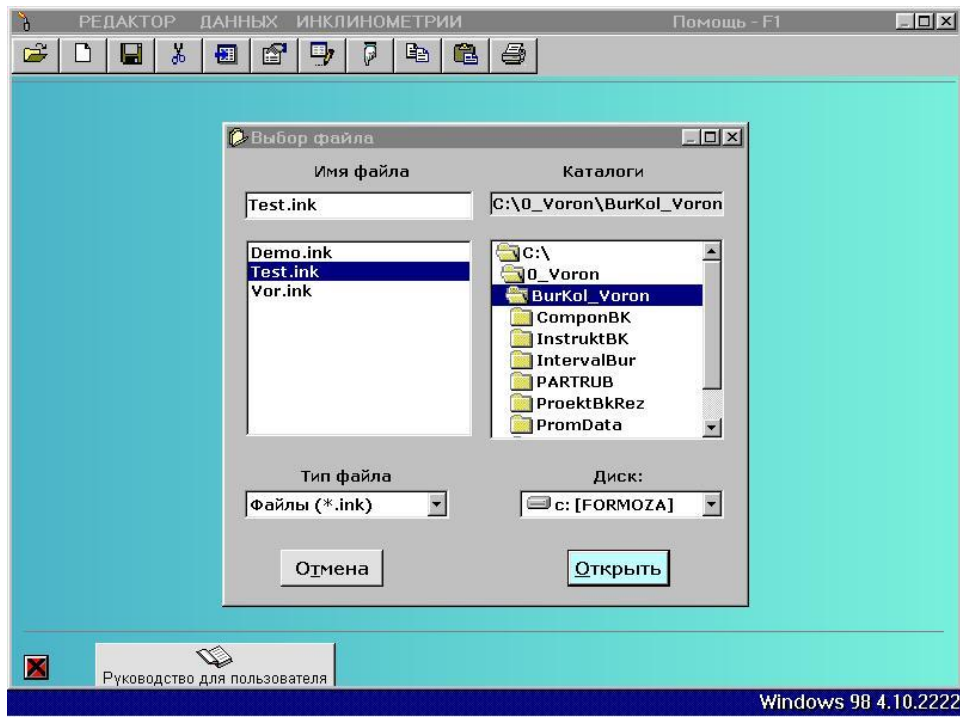 РЕДАКТОР ДАННЫХ ИНКЛИНОМЕТРИИ Помощь - F1
Выбор файла
Имя файла Каталоги
Test.ink C:\0_Voron\BurKol_Voron
Demo.ink C:\
Test.ink 0_Voron
Vor.ink BurKol_Voron
ComponBK
InstruktBK
IntervalBur
PARTRUB
ProektBkRez
PromData
Тип файла Диск:
Файлы (*.ink) c: [FORMOZA]
Отмена Открыть
Руководство для пользователя
Windows 98 4.10.2222